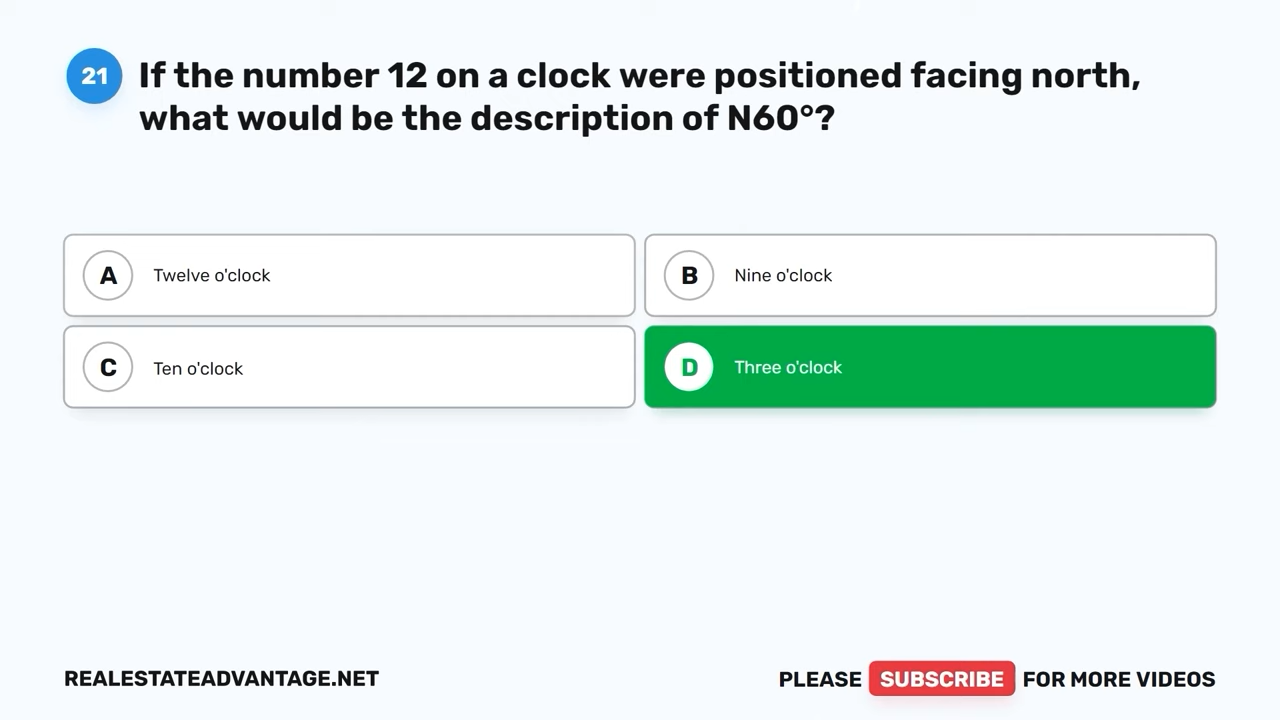 21
If the number 12 on a clock were positioned facing north,
what would be the description of N60°?
A
Twelve o'clock
B
Nine o'clock
C
Ten o'clock
D
Three o'clock
REALESTATEADVANTAGE.NET
PLEASE SUBSCRIBE FOR MORE VIDEOS